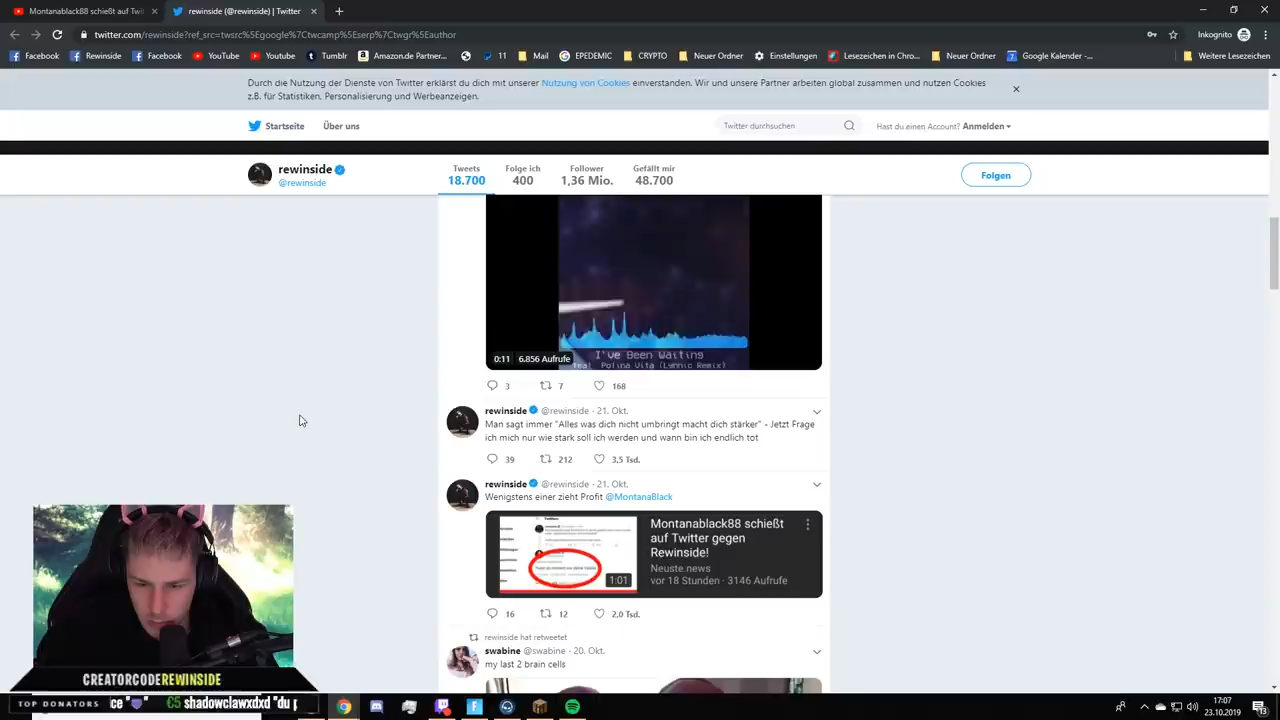 Montanablack88 schießt auf Twi
rewinside (@rewinside) | Twitter
twitter.com/rewinside?ref_src=twsrc%5egoogle%7Ctwcamp%5eserp%7Ctwgr%5eauthor
Inkognito
Facebook
Rewinside
Facebook
YouTube
Youtube
Tumblr
Amazon.de Partner-...
11
Mail
EPEDEMIC
CRYPTO
Neuer Ordner
Einstellungen
Lesezeichen in Chro...
Neuer Ordner
Google Kalender -...
Weitere Lesezeichen
Durch die Nutzung der Dienste von Twitter erklärst du dich mit unserer Nutzung von Cookies einverstanden. Wir und unsere Partner arbeiten global zusammen und nutzen Cookies
z.B. für Statistiken, Personalisierung und Werbeanzeigen.
Startseite
Über uns
Twitter durchsuchen
Hast du einen Account? Anmelden
rewinside
@rewinside
Tweets
18.700
Folge ich
400
Follower
1,36 Mio.
Gefällt mir
48.700
Folgen
I've Been Waiting
feat. Polina Vita (Lynnic Remix)
0:11
6.856 Aufrufe
3
7
168
rewinside @rewinside · 21. Okt.
Man sagt immer "Alles was dich nicht umbringt macht dich stärker" - Jetzt Frage
ich mich nur wie stark soll ich werden und wann bin ich endlich tot
39
212
3,5 Tsd.
rewinside @rewinside · 21. Okt.
Wenigstens einer zieht Profit @MontanaBlack
Montanablack88 schießt
auf Twitter gegen
Rewinside!
Neuste.news
vor 18 Stunden · 3146 Aufrufe
1:01
16
12
2,0 Tsd.
rewinside hat retweetet
swabine @swabine · 20. Okt.
my last 2 brain cells
CREATORCODEREWINSIDE
TOP DONATORS
ce"
€5 shadowclawxdxd "du
17:07
23.10.2019